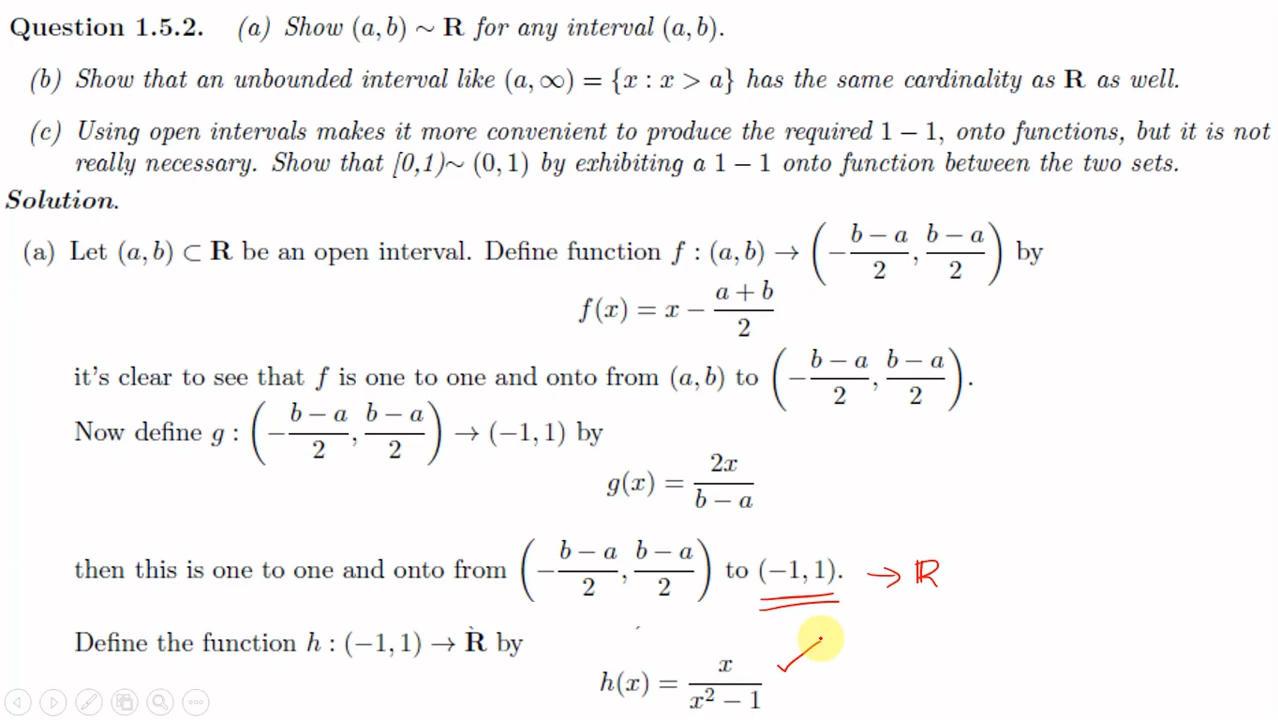 Question 1.5.2. (a) Show (a, b) ∼ R for any interval (a, b).
(b) Show that an unbounded interval like (a, ∞) = {x : x > a} has the same cardinality as R as well.
(c) Using open intervals makes it more convenient to produce the required 1 − 1, onto functions, but it is not
really necessary. Show that [0,1)∼ (0, 1) by exhibiting a 1 − 1 onto function between the two sets.
Solution.
(a) Let (a, b) ⊂ R be an open interval. Define function f : (a, b) → (−(b − a)/2, (b − a)/2) by
f(x) = x − (a + b)/2
it's clear to see that f is one to one and onto from (a, b) to (−(b − a)/2, (b − a)/2).
Now define g : (−(b − a)/2, (b − a)/2) → (−1, 1) by
g(x) = 2x/(b − a)
then this is one to one and onto from (−(b − a)/2, (b − a)/2) to (−1, 1). → ℝ
Define the function h : (−1, 1) → R by
h(x) = x/(x² − 1)